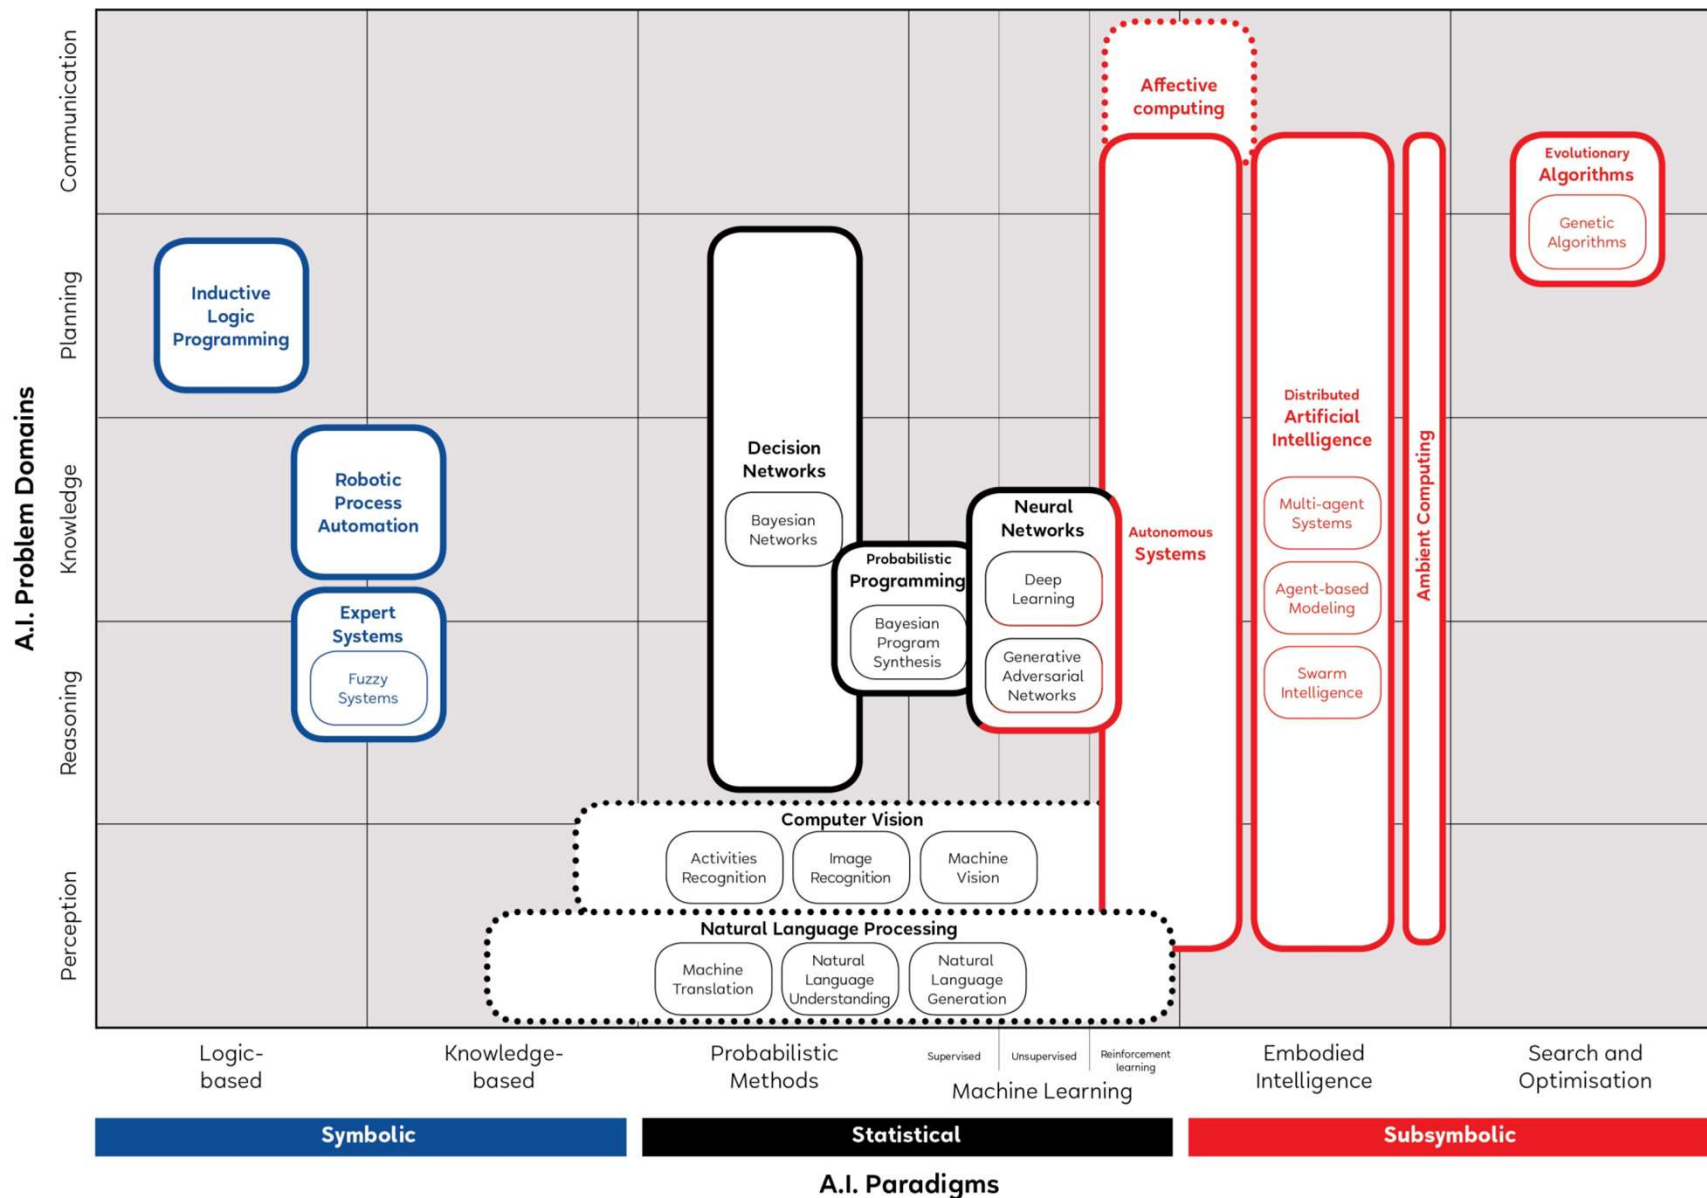 A.I. Problem Domains
Communication
Planning
Knowledge
Reasoning
Perception
Affective
computing
Evolutionary
Algorithms
Genetic
Algorithms
Inductive
Logic
Programming
Distributed
Artificial
Intelligence
Multi-agent
Systems
Agent-based
Modeling
Swarm
Intelligence
Ambient Computing
Autonomous
Systems
Decision
Networks
Bayesian
Networks
Robotic
Process
Automation
Neural
Networks
Deep
Learning
Generative
Adversarial
Networks
Probabilistic
Programming
Bayesian
Program
Synthesis
Expert
Systems
Fuzzy
Systems
Computer Vision
Activities
Recognition
Image
Recognition
Machine
Vision
Natural Language Processing
Machine
Translation
Natural
Language
Understanding
Natural
Language
Generation
Logic-
based
Knowledge-
based
Probabilistic
Methods
Supervised
Unsupervised
Reinforcement
learning
Machine Learning
Embodied
Intelligence
Search and
Optimisation
Symbolic
Statistical
Subsymbolic
A.I. Paradigms